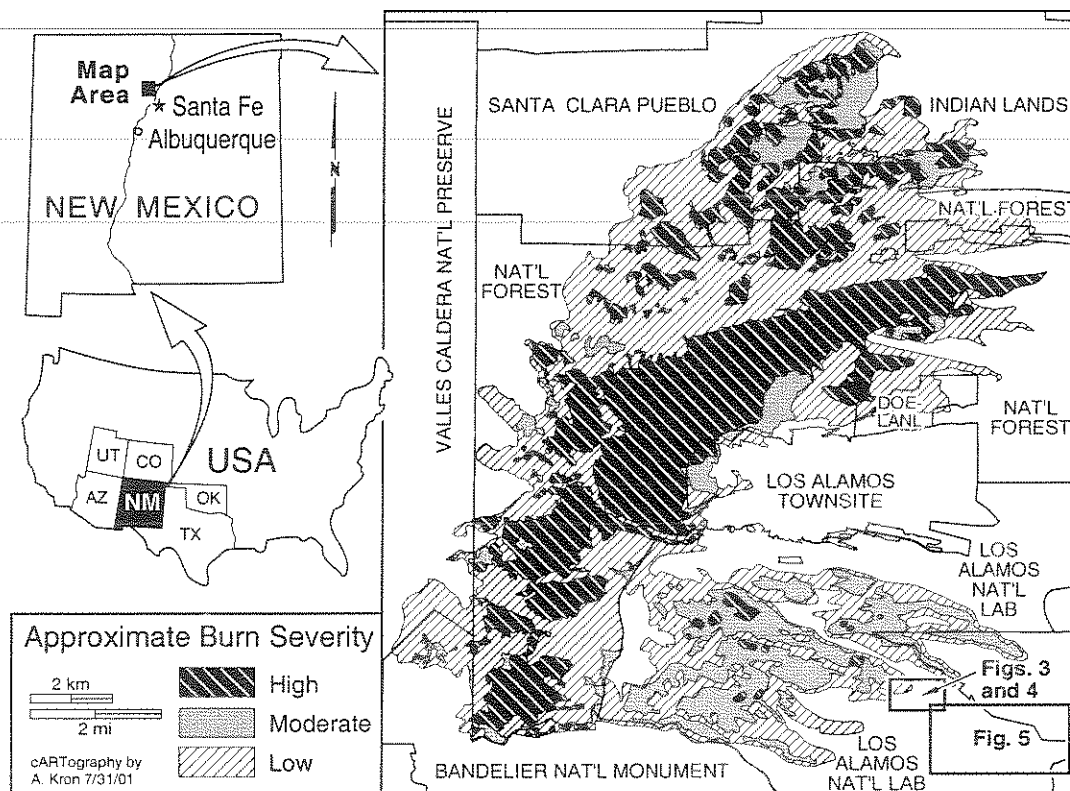 Map
Area
Santa Fe
Albuquerque
N
NEW MEXICO
USA
UT
CO
AZ
NM
OK
TX
Approximate Burn Severity
2 km
2 mi
High
Moderate
Low
cARTography by
A. Kron 7/31/01
VALLES CALDERA NAT'L PRESERVE
SANTA CLARA PUEBLO
INDIAN LANDS
NAT'L FOREST
NAT'L
FOREST
DOE
LANL
NAT'L
FOREST
LOS ALAMOS
TOWNSITE
LOS
ALAMOS
NAT'L
LAB
Figs. 3
and 4
Fig. 5
LOS
ALAMOS
NAT'L LAB
BANDELIER NAT'L MONUMENT